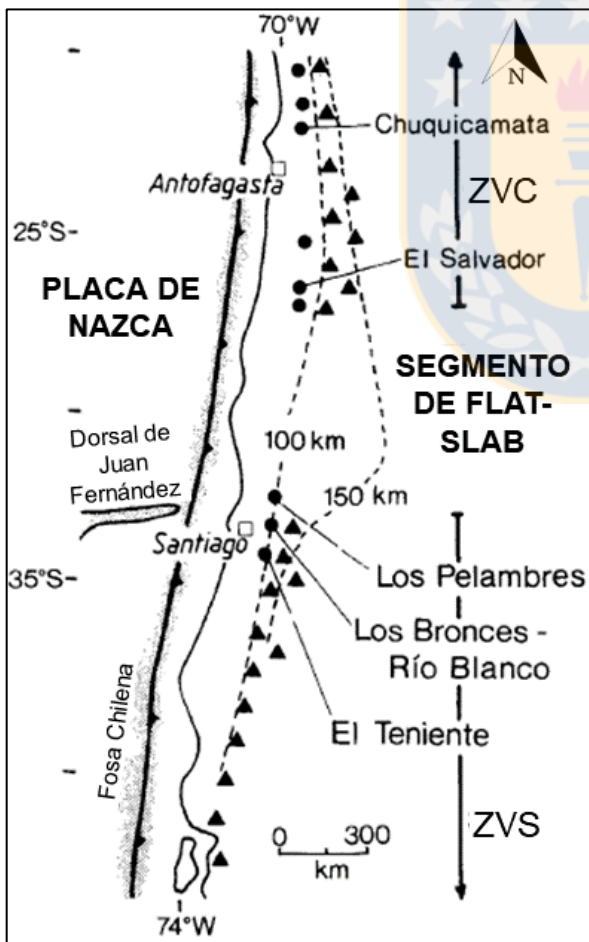 70°W
N
Chuquicamata
Antofagasta
ZVC
25°S
El Salvador
PLACA DE
NAZCA
SEGMENTO
DE FLAT-
SLAB
100 km
Dorsal de
Juan
Fernández
150 km
Santiago
35°S
Los Pelambres
Los Bronces -
Río Blanco
El Teniente
Fosa Chilena
ZVS
0 300
km
74°W